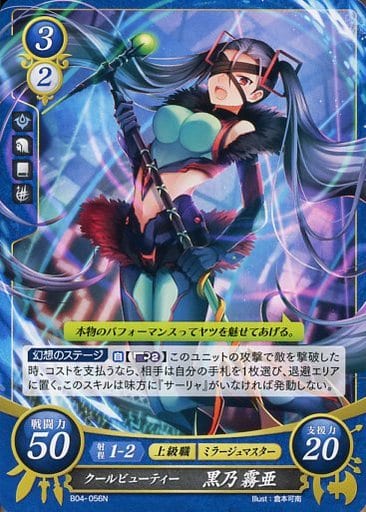 3
2
本物のパフォーマンスってヤツを魅せてあげる。
幻想のステージ 自【 2】このユニットの攻撃で敵を撃破した
時、コストを支払うなら、相手は自分の手札を1枚選び、退避エリア
に置く。このスキルは味方に『サーリャ』がいなければ発動しない。
戦闘力
50
射程 1-2 上級職 ミラージュマスター
支援力
20
クールビューティー 黒乃霧亜
B04-056N
Illust：倉本可南